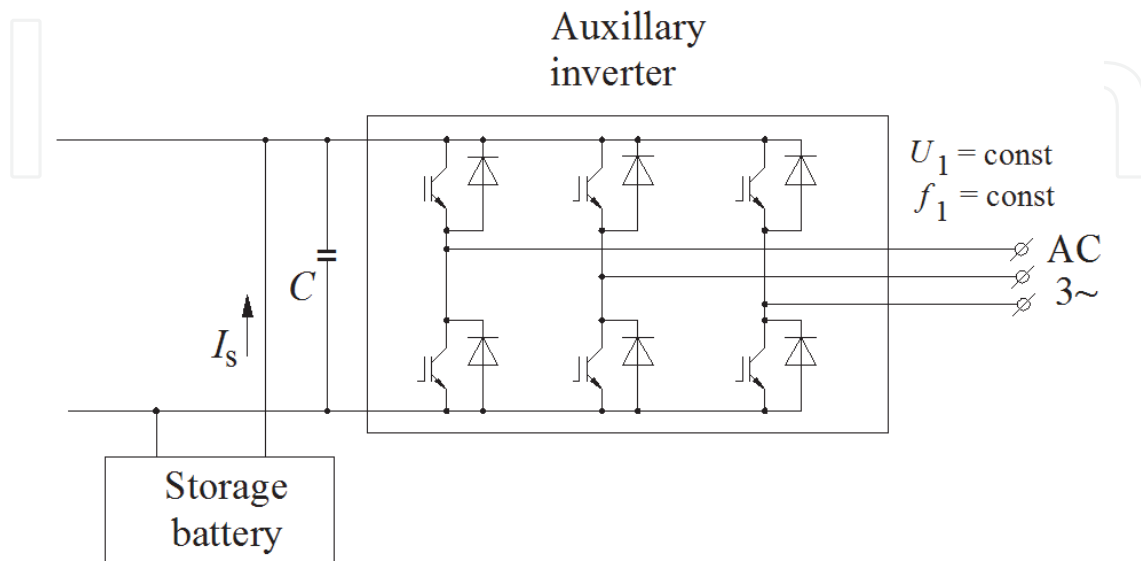 Auxillary
inverter
U1 = const
f1 = const
AC
3~
C
Is
Storage
battery